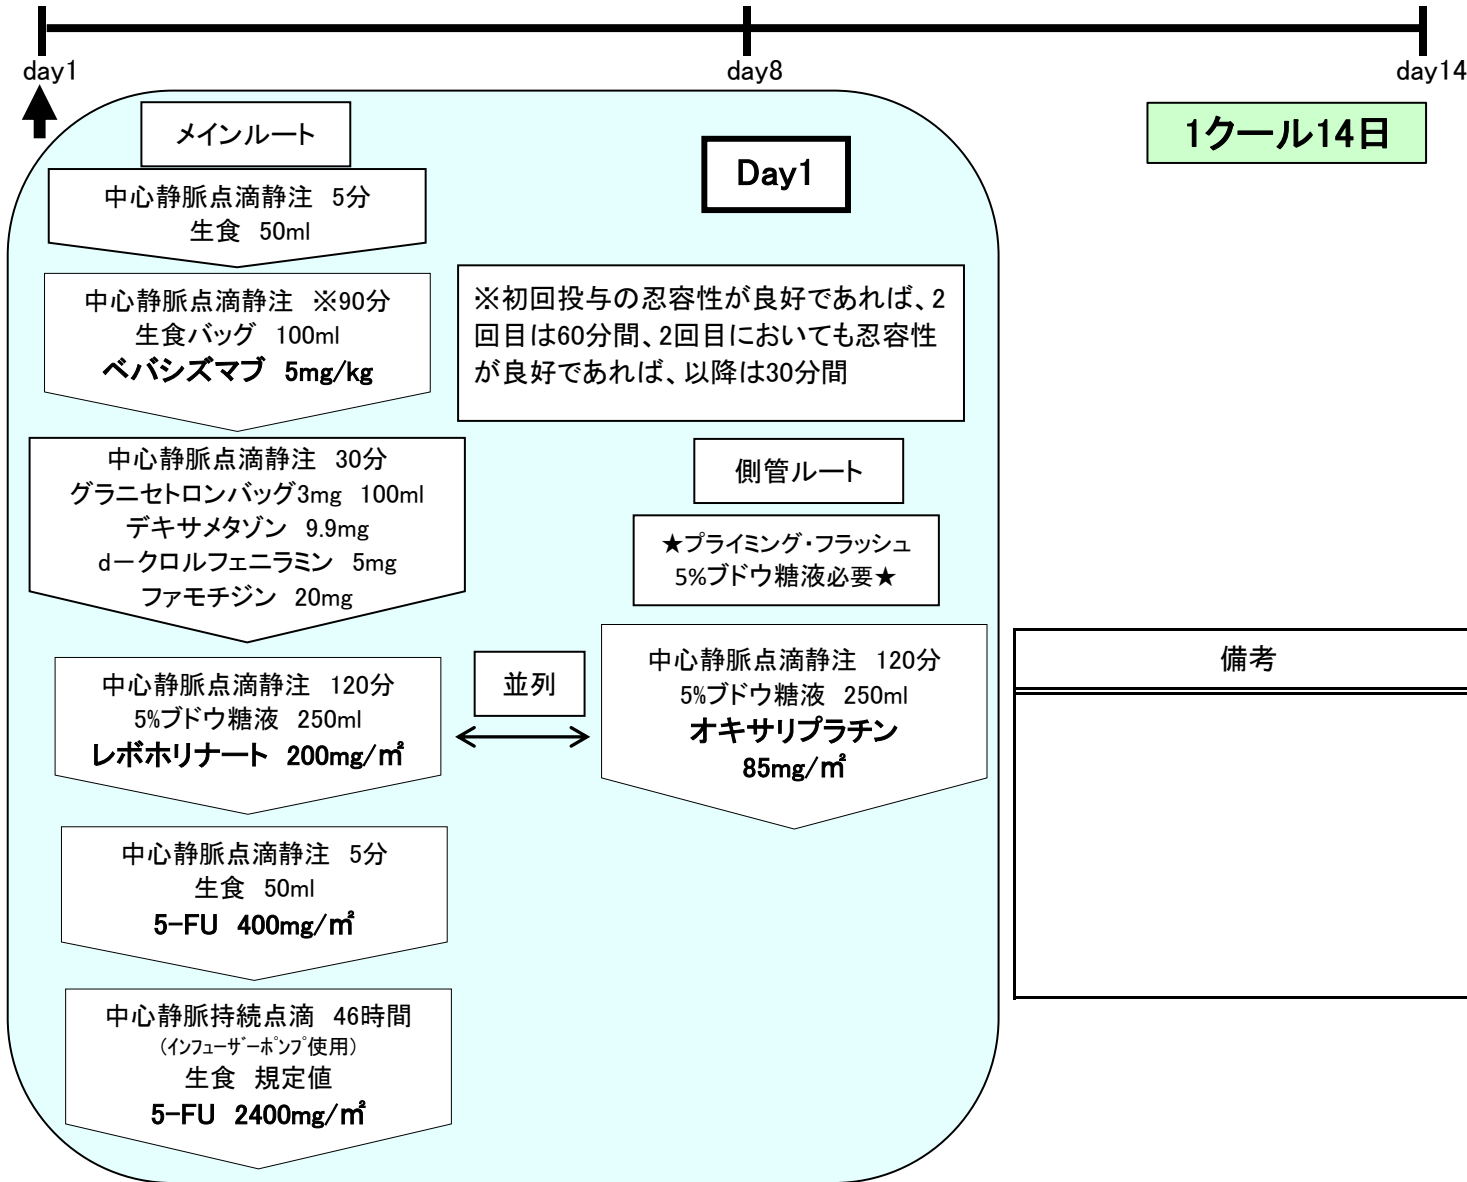 day1
day8
day14
1クール14日
メインルート
Day1
中心静脈点滴静注 5分
生食 50ml
中心静脈点滴静注 ※90分
生食バッグ 100ml
ベバシズマブ 5mg/kg
※初回投与の忍容性が良好であれば、2
回目は60分間、2回目においても忍容性
が良好であれば、以降は30分間
中心静脈点滴静注 30分
グラニセトロンバッグ3mg 100ml
デキサメタゾン 9.9mg
d-クロルフェニラミン 5mg
ファモチジン 20mg
側管ルート
★プライミング・フラッシュ
5%ブドウ糖液必要★
中心静脈点滴静注 120分
5%ブドウ糖液 250ml
レボホリナート 200mg/㎡
並列
中心静脈点滴静注 120分
5%ブドウ糖液 250ml
オキサリプラチン
85mg/㎡
備考
中心静脈点滴静注 5分
生食 50ml
5-FU 400mg/㎡
中心静脈持続点滴 46時間
(インフューザーポンプ使用)
生食 規定値
5-FU 2400mg/㎡